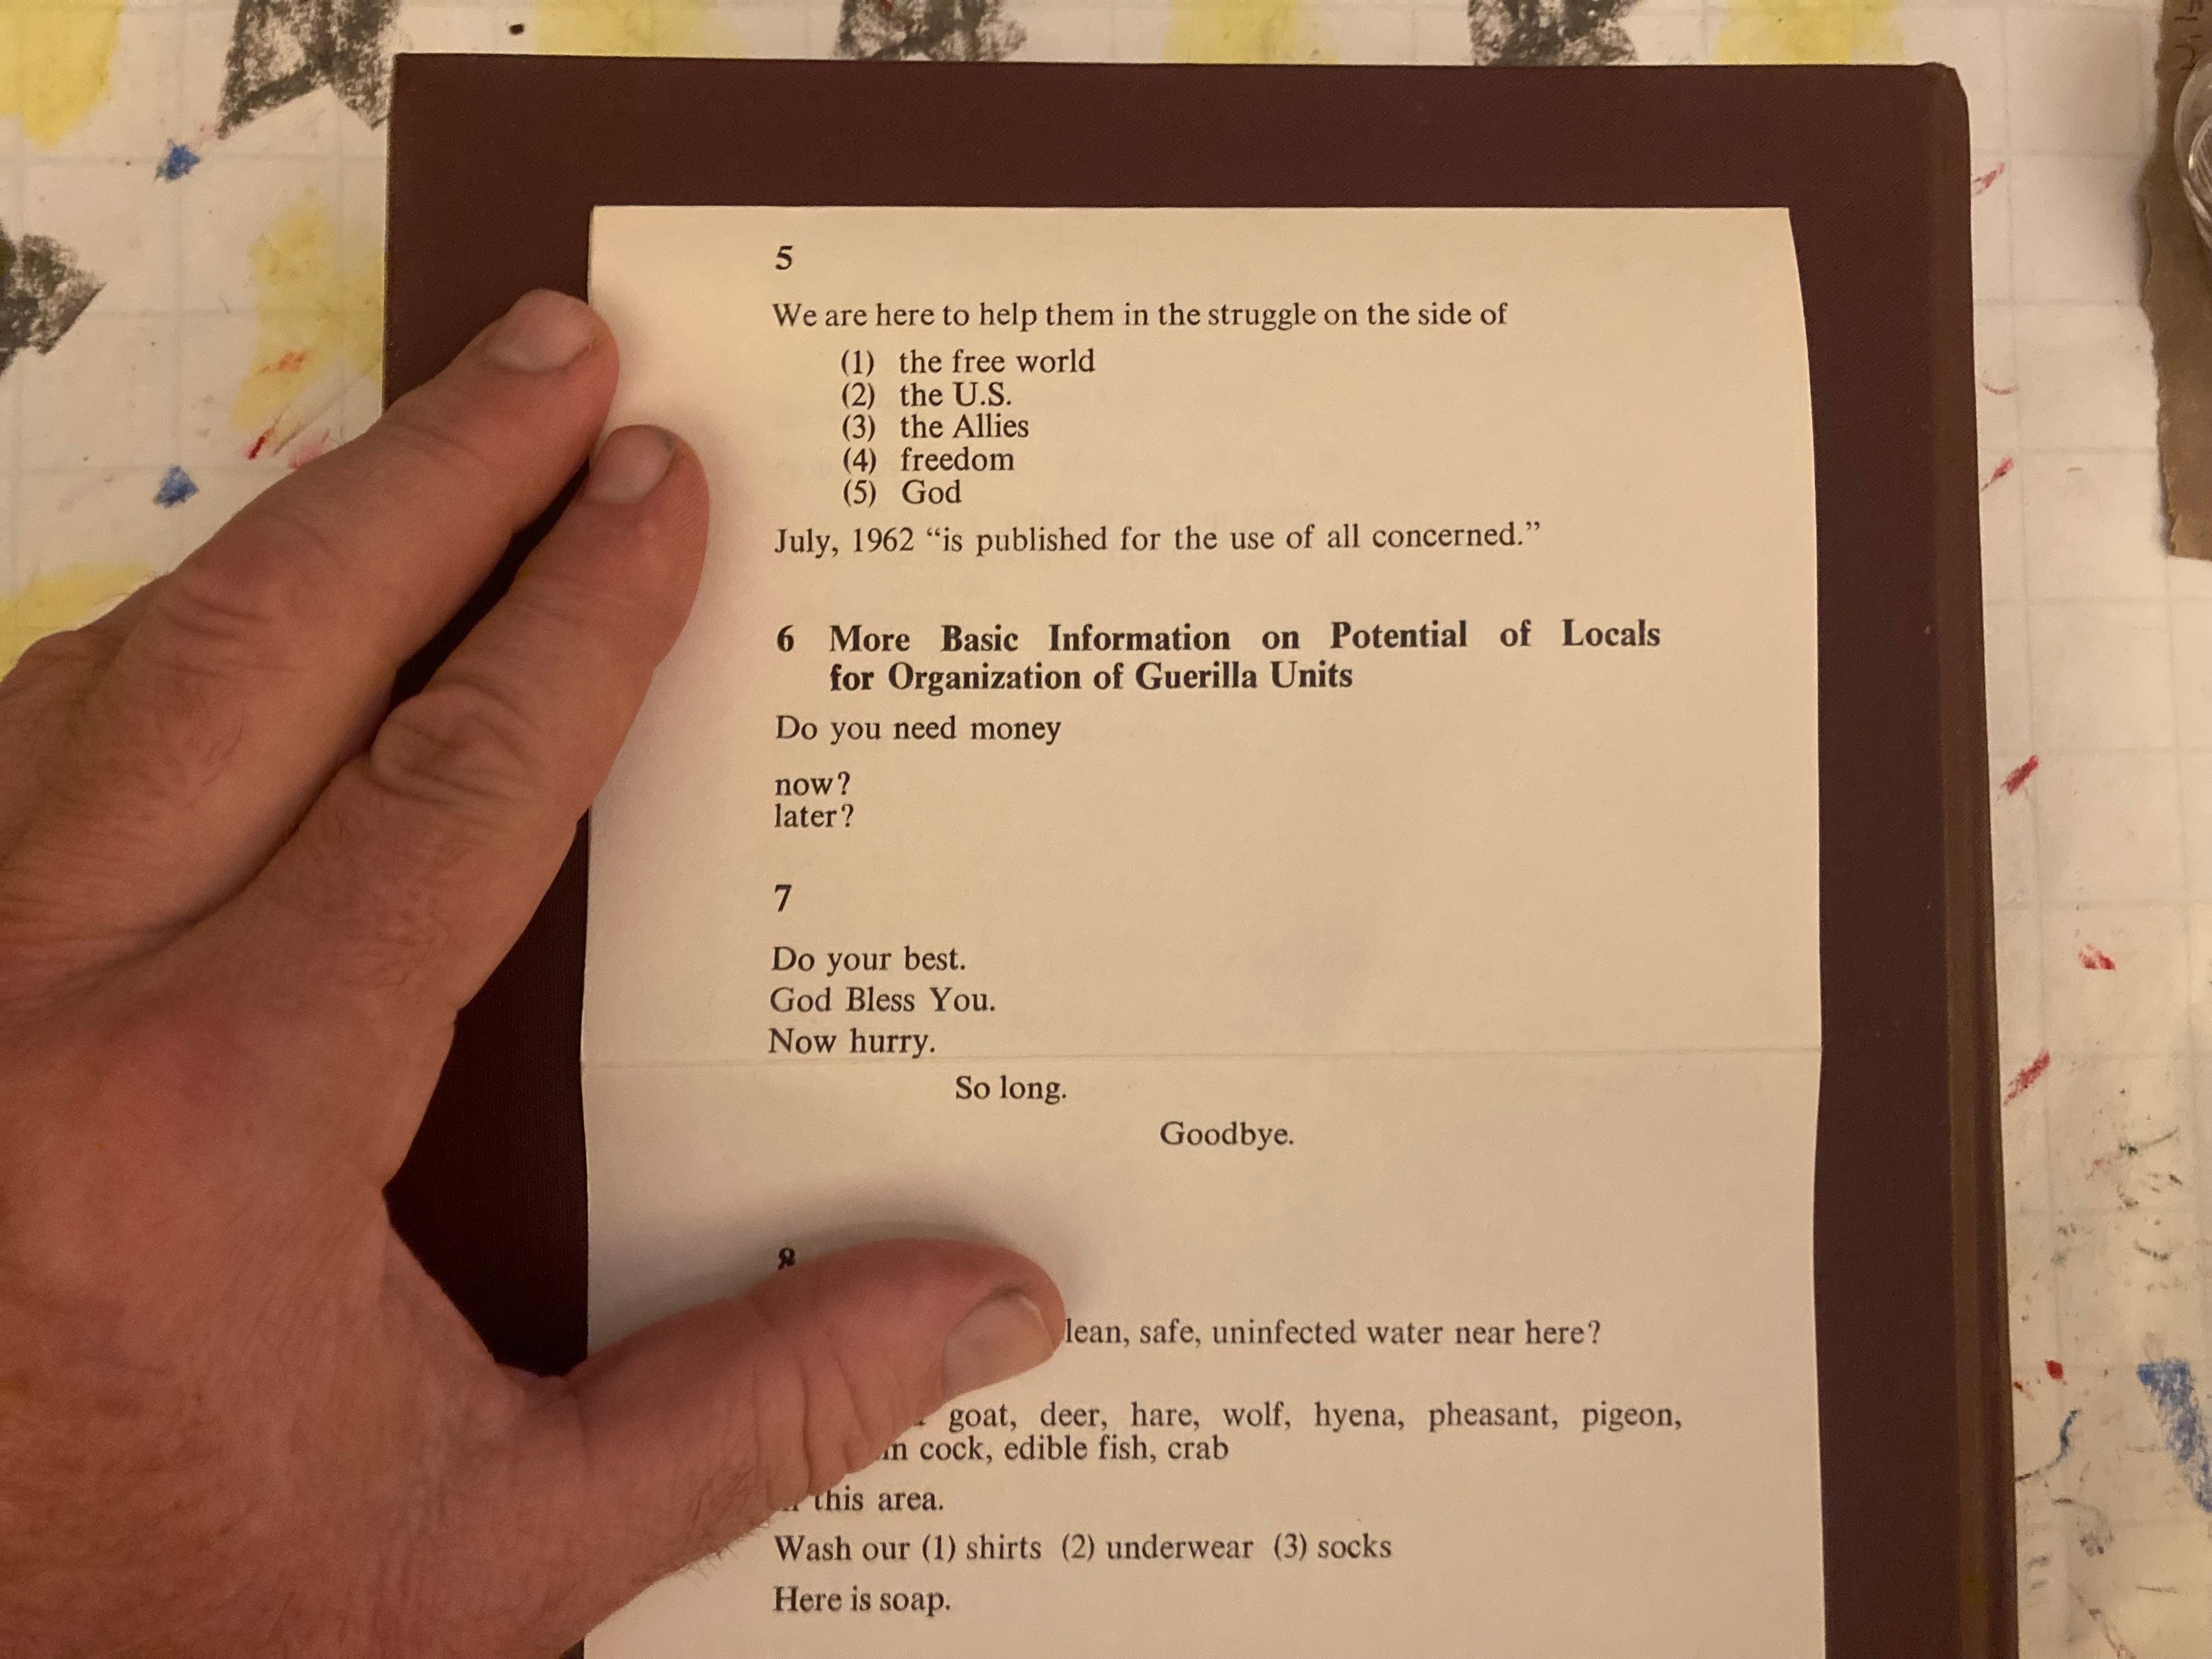 5
We are here to help them in the struggle on the side of
(1) the free world
(2) the U.S.
(3) the Allies
(4) freedom
(5) God
July, 1962 “is published for the use of all concerned.”
6 More Basic Information on Potential of Locals
for Organization of Guerilla Units
Do you need money
now?
later?
7
Do your best.
God Bless You.
Now hurry.
So long.
Goodbye.
8
safe, uninfected water near here?
goat, deer, hare, wolf, hyena, pheasant, pigeon,
cock, edible fish, crab
this area.
Wash our (1) shirts (2) underwear (3) socks
Here is soap.